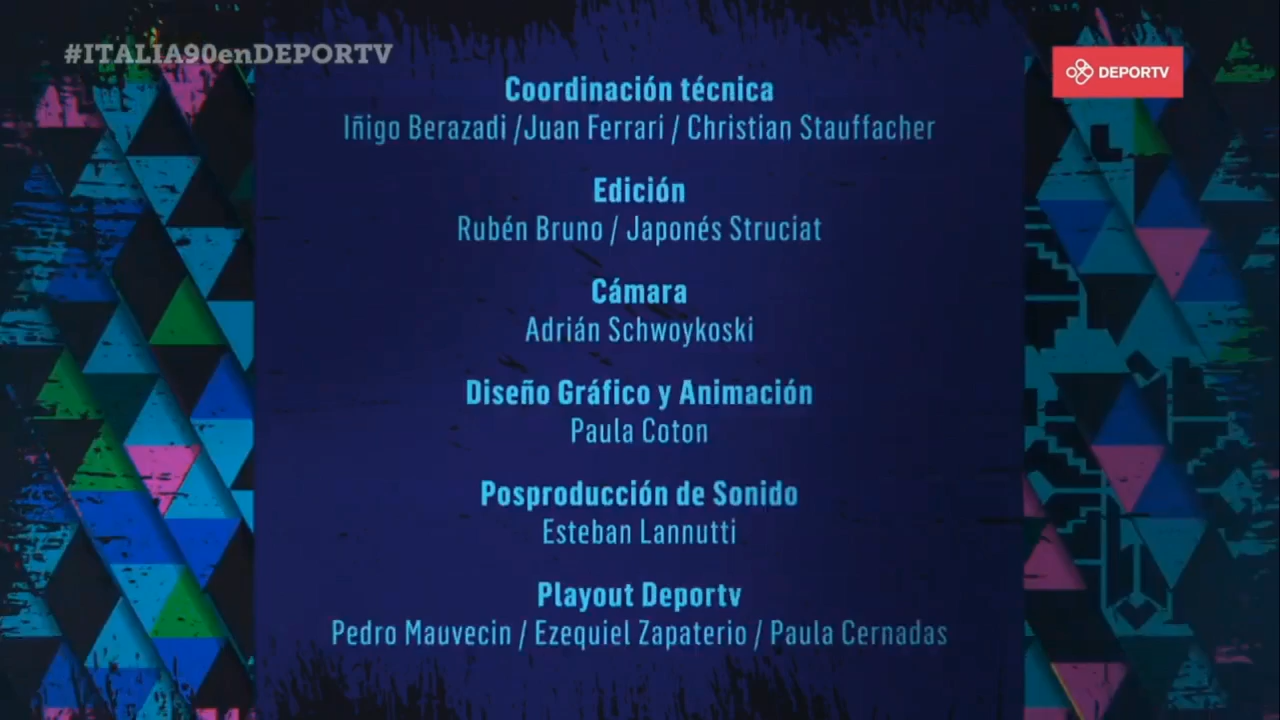 #ITALIA90enDEPORTV
DEPORTV
Coordinación técnica
Iñigo Berazadi /Juan Ferrari / Christian Stauffacher
Edición
Rubén Bruno / Japonés Struciat
Cámara
Adrián Schwoykoski
Diseño Gráfico y Animación
Paula Coton
Posproducción de Sonido
Esteban Lannutti
Playout Deportv
Pedro Mauvecin / Ezequiel Zapaterio / Paula Cernadas